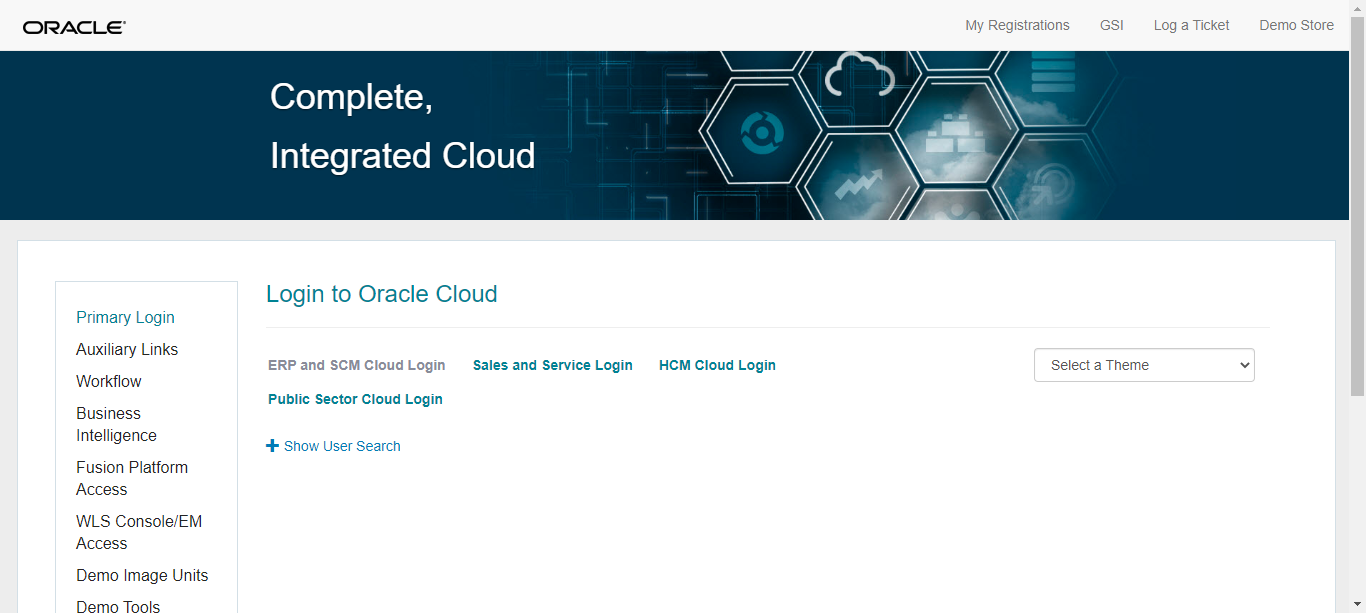 ORACLE
My Registrations GSI Log a Ticket Demo Store
Complete,
Integrated Cloud
Primary Login
Auxiliary Links
Workflow
Business
Intelligence
Fusion Platform
Access
WLS Console/EM
Access
Demo Image Units
Demo Tools
Login to Oracle Cloud
ERP and SCM Cloud Login Sales and Service Login HCM Cloud Login Select a Theme
Public Sector Cloud Login
Show User Search